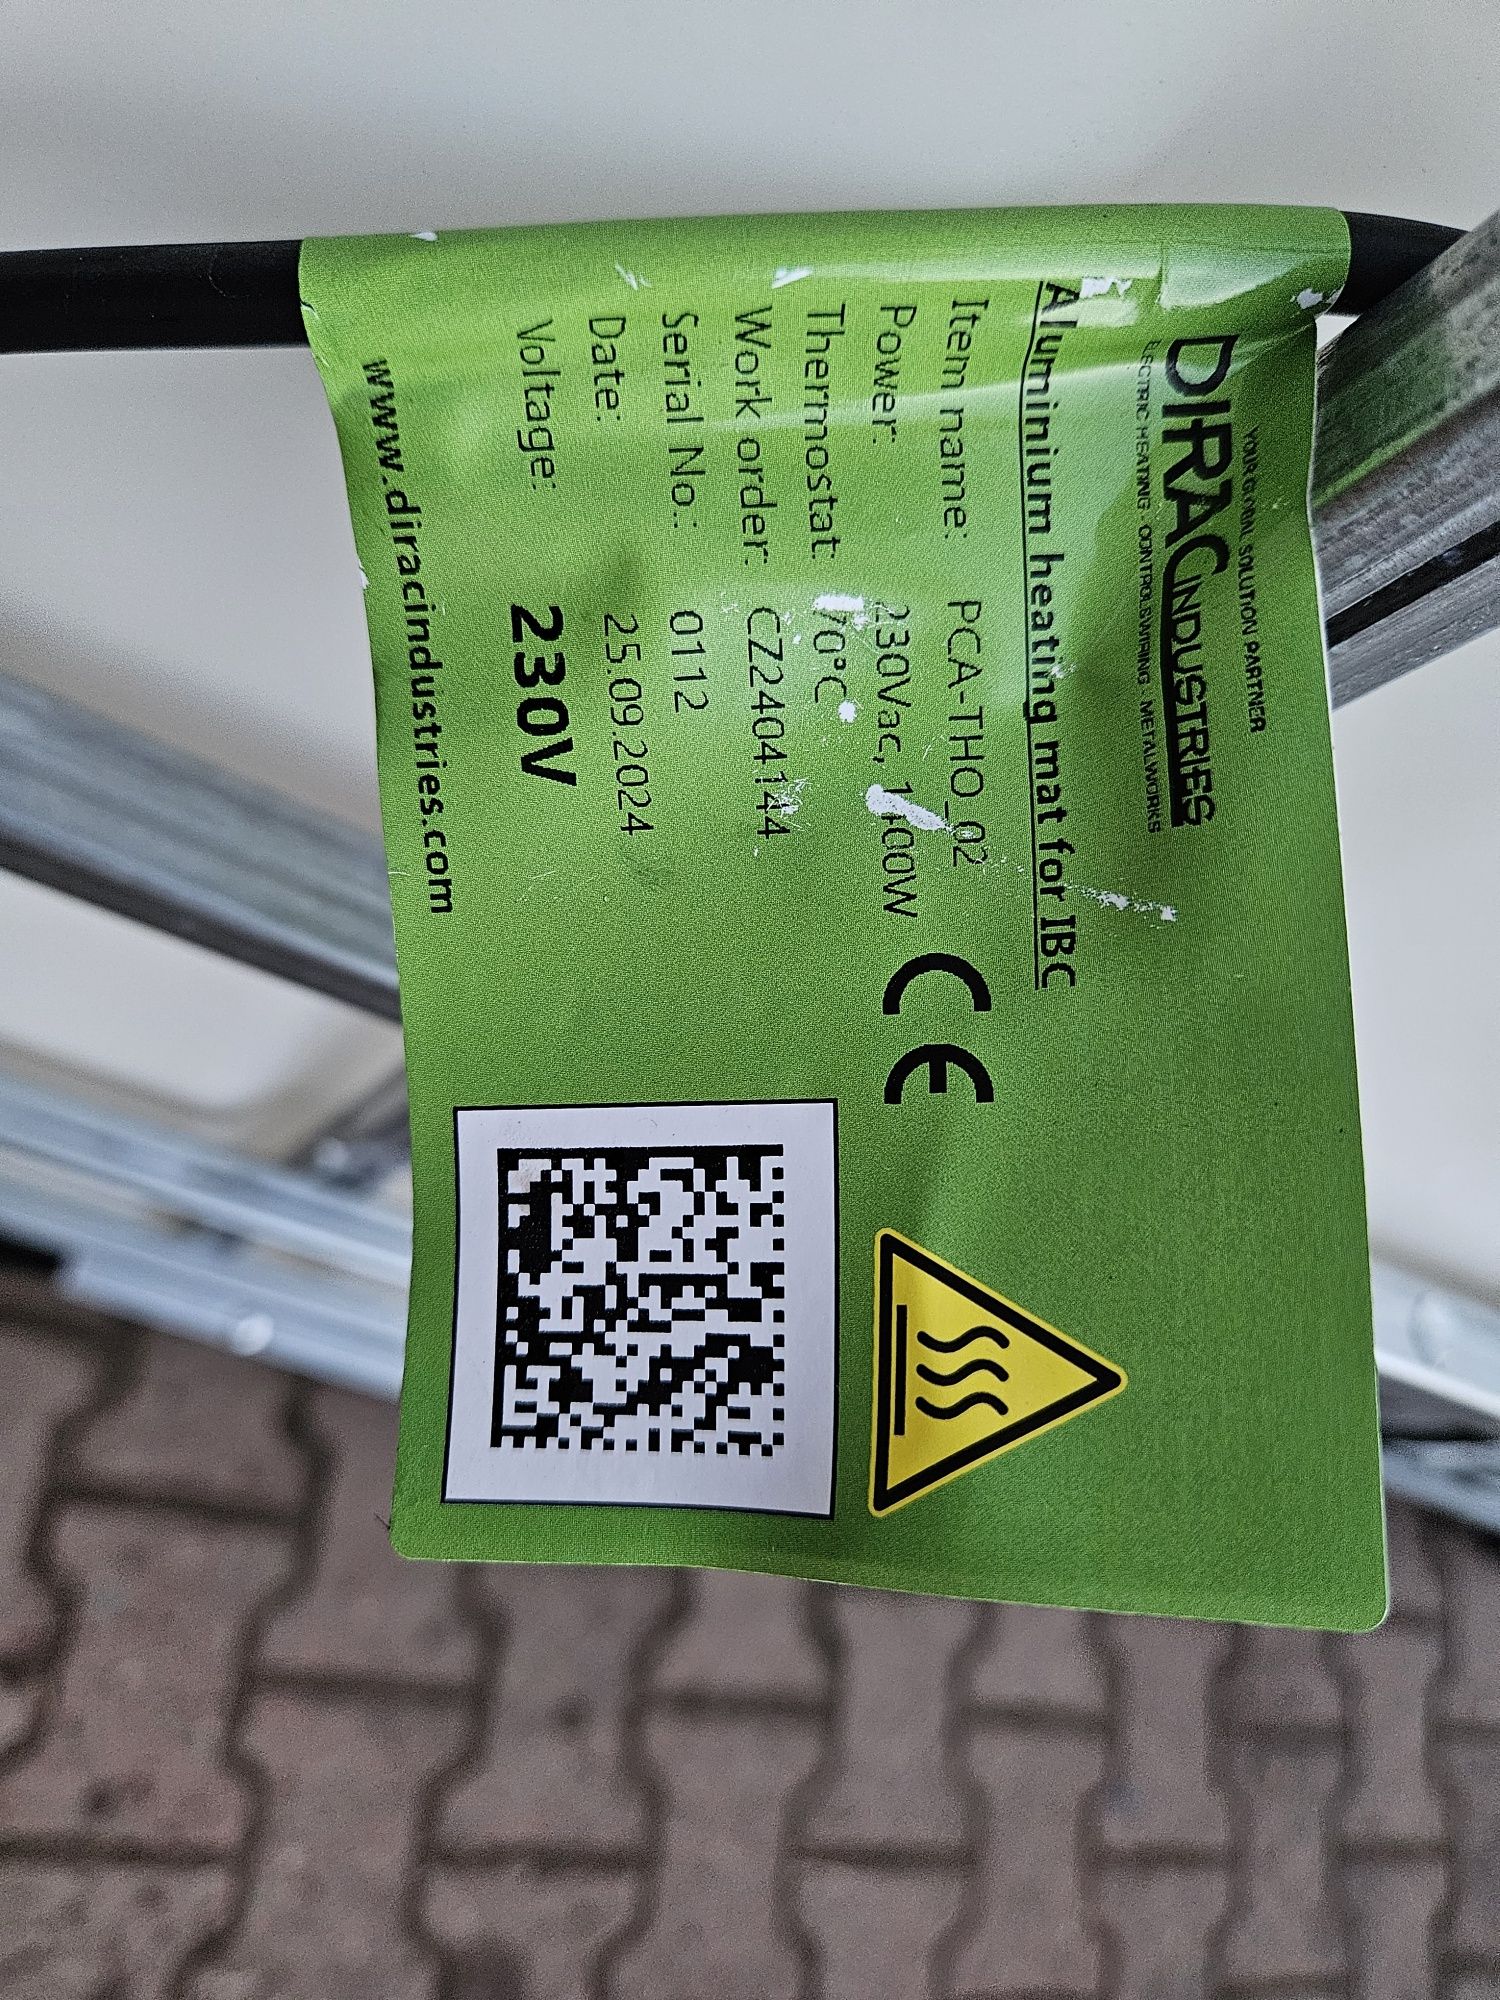 YOUR GLOBAL SOLUTION PARTNER
DIRAC INDUSTRIES
ELECTRIC HEATING · CONTROLS WIRING · METALWORKS
Aluminium heating mat for IBC
Item name: PCA-THO_02
Power: 230Vac, 1400W
Thermostat: 70°C
Work order: CZ2404144
Serial No.: 0112
Date: 25.09.2024
Voltage: 230V
www.diracindustries.com
CE